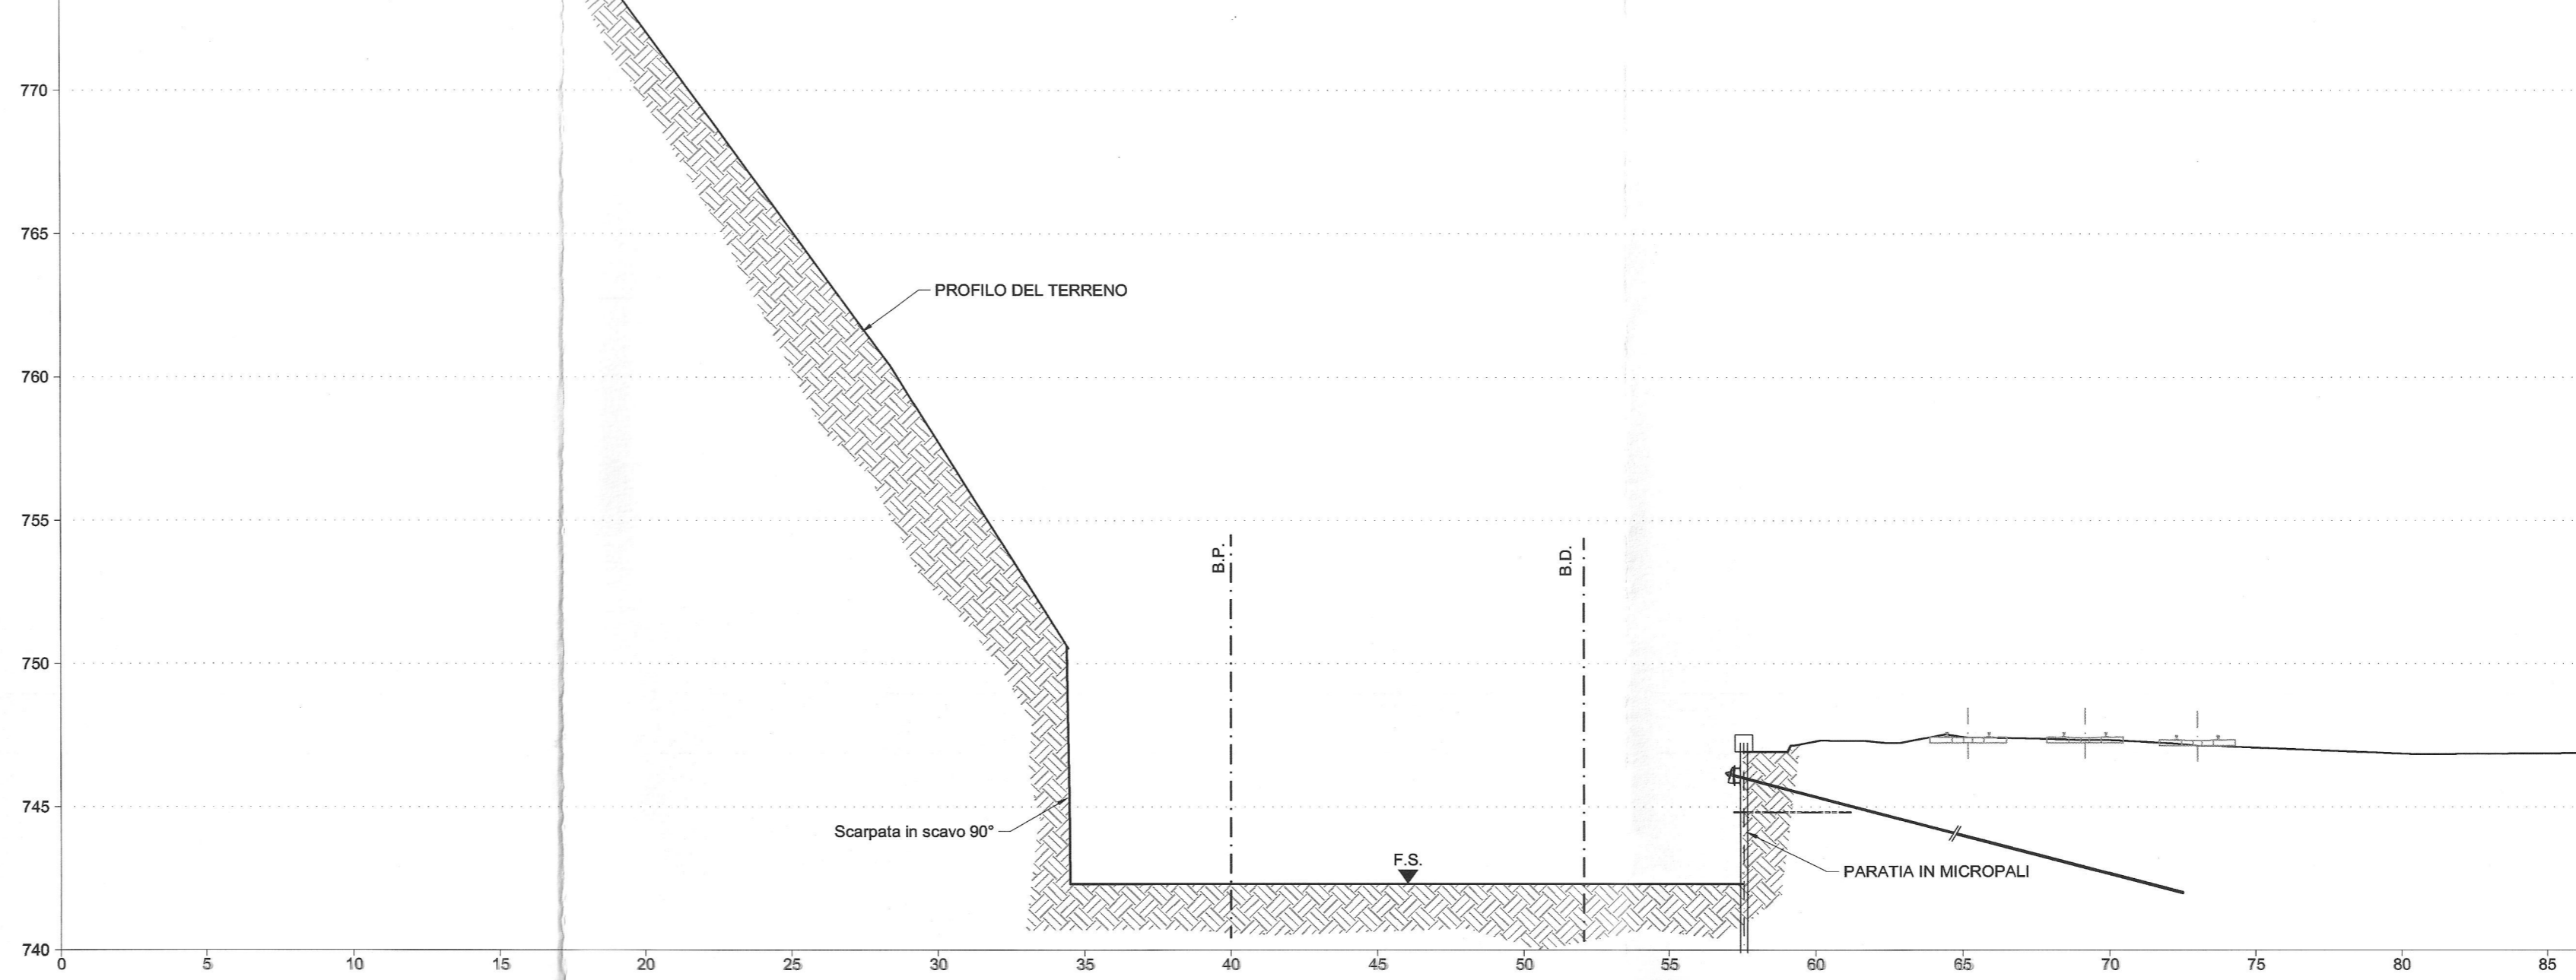 770
765
PROFILO DEL TERRENO
760
755
B.P.
B.D.
750
745
Scarpata in scavo 90°
F.S.
PARATIA IN MICROPALI
740
0 5 10 15 20 25 30 35 40 45 50 55 60 65 70 75 80 85